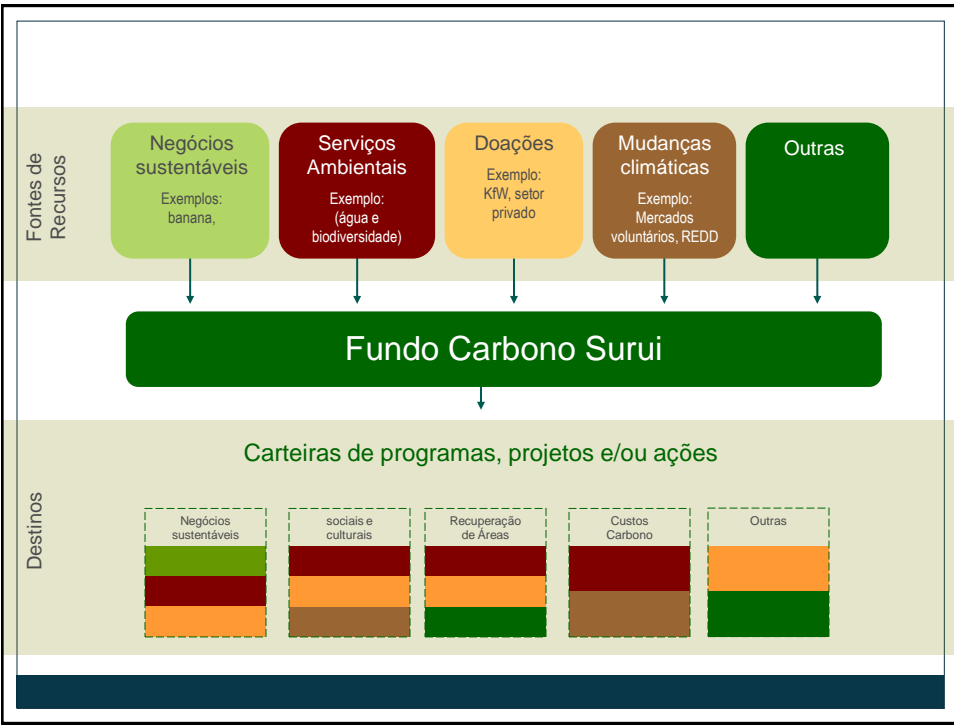 Fontes de
Recursos
Negócios
sustentáveis
Exemplos:
banana,
Serviços
Ambientais
Exemplo:
(água e
biodiversidade)
Doações
Exemplo:
KfW, setor
privado
Mudanças
climáticas
Exemplo:
Mercados
voluntários, REDD
Outras
Fundo Carbono Surui
Destinos
Carteiras de programas, projetos e/ou ações
Negócios
sustentáveis
sociais e
culturais
Recuperação
de Áreas
Custos
Carbono
Outras